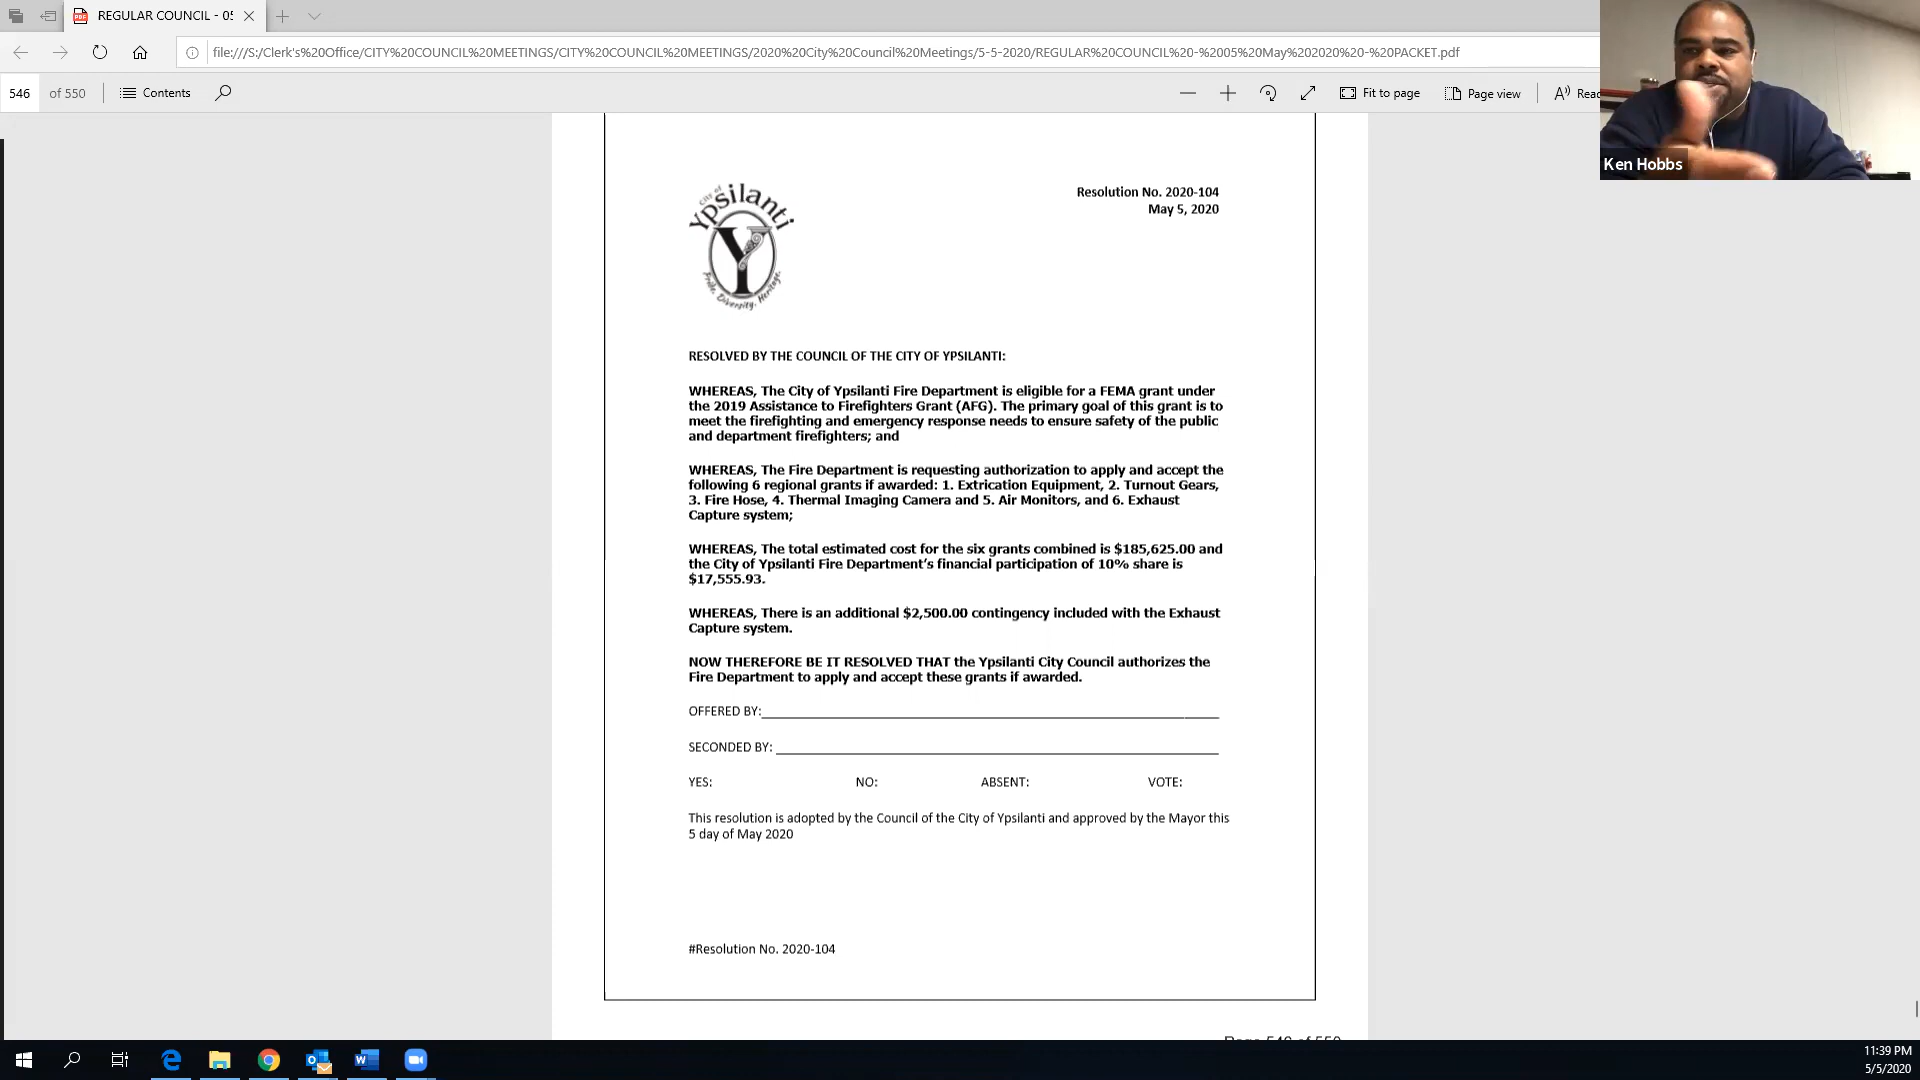 REGULAR COUNCIL - 05
file:///S:/Clerk's%20Office/CITY%20COUNCIL%20MEETINGS/CITY%20COUNCIL%20MEETINGS/2020%20City%20Council%20Meetings/5-5-2020/REGULAR%20COUNCIL%20-%2005%20May%202020%20-%20PACKET.pdf
546 of 550 Contents Fit to page Page view Read
Ken Hobbs
City of
Ypsilanti
Y
Pride. Diversity. Heritage.
Resolution No. 2020-104
May 5, 2020
RESOLVED BY THE COUNCIL OF THE CITY OF YPSILANTI:
WHEREAS, The City of Ypsilanti Fire Department is eligible for a FEMA grant under
the 2019 Assistance to Firefighters Grant (AFG). The primary goal of this grant is to
meet the firefighting and emergency response needs to ensure safety of the public
and department firefighters; and
WHEREAS, The Fire Department is requesting authorization to apply and accept the
following 6 regional grants if awarded: 1. Extrication Equipment, 2. Turnout Gears,
3. Fire Hose, 4. Thermal Imaging Camera and 5. Air Monitors, and 6. Exhaust
Capture system;
WHEREAS, The total estimated cost for the six grants combined is $185,625.00 and
the City of Ypsilanti Fire Department's financial participation of 10% share is
$17,555.93.
WHEREAS, There is an additional $2,500.00 contingency included with the Exhaust
Capture system.
NOW THEREFORE BE IT RESOLVED THAT the Ypsilanti City Council authorizes the
Fire Department to apply and accept these grants if awarded.
OFFERED BY:
SECONDED BY:
YES: NO: ABSENT: VOTE:
This resolution is adopted by the Council of the City of Ypsilanti and approved by the Mayor this
5 day of May 2020
#Resolution No. 2020-104
Page 546 of 550
11:39 PM
5/5/2020